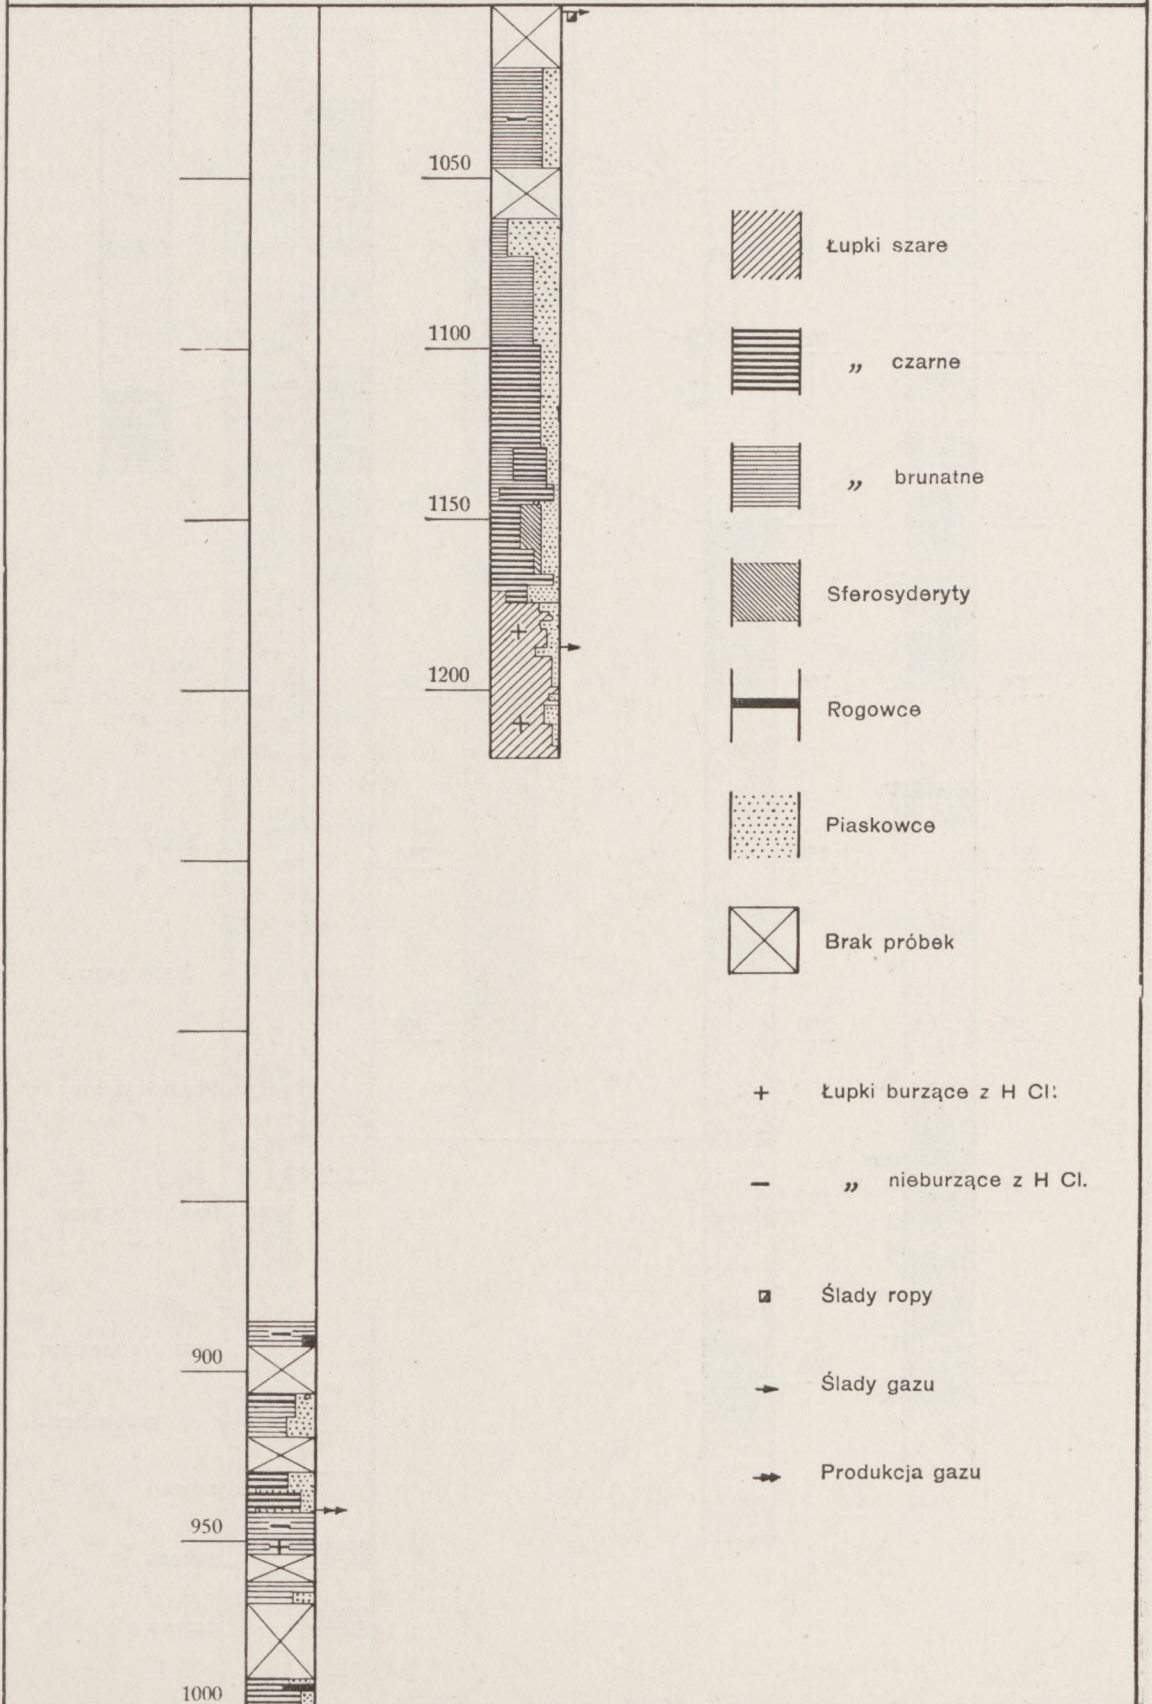 1050
1100
1150
1200
900
950
1000
Łupki szare
„ czarne
„ brunatne
Sferosyderyty
Rogowce
Piaskowce
Brak próbek
+ Łupki burzące z H Cl.
– „ nieburzące z H Cl.
Ślady ropy
Ślady gazu
Produkcja gazu